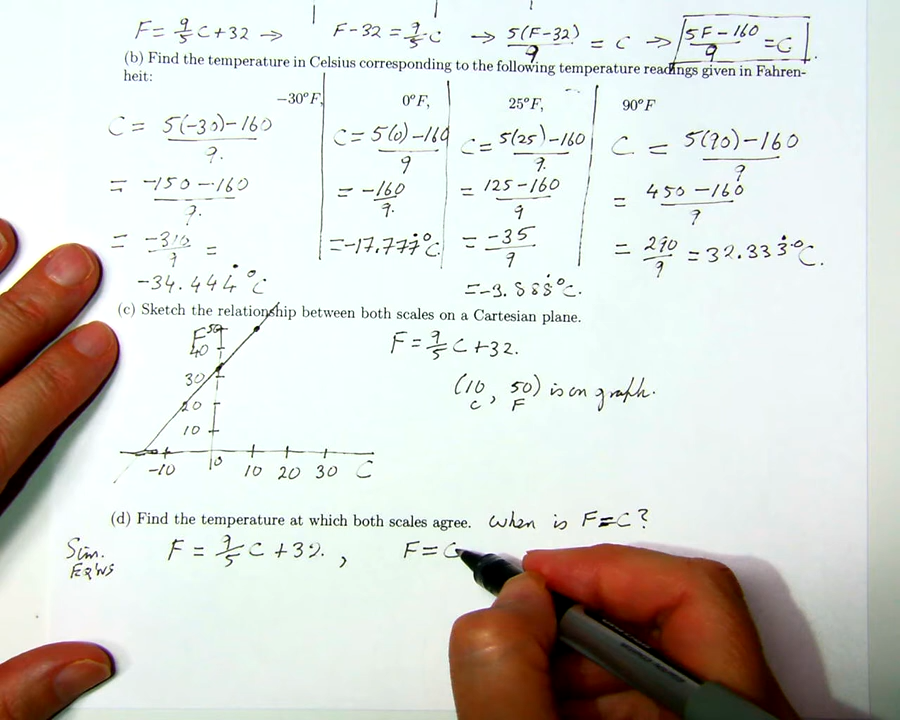 F = 9/5 C + 32 → F - 32 = 9/5 C → 5(F-32)/9 = C → 5F-160/9 = C.
(b) Find the temperature in Celsius corresponding to the following temperature readings given in Fahren-
heit:
−30°F, 0°F, 25°F, 90°F
C = 5(-30)-160/9.
= -150-160/9.
= -310/9 =
-34.444̇°C
C = 5(0)-160/9
= -160/9.
= -17.777̇°C
C = 5(25)-160/9.
= 125-160/9
= -35/9
= -3.888̇°C.
C = 5(90)-160/9
= 450-160/9
= 290/9 = 32.333̇°C.
(c) Sketch the relationship between both scales on a Cartesian plane.
F 50
40
30
20
10
-10 0 10 20 30 C
F = 9/5 C + 32.
(10, 50) is on graph.
C F
(d) Find the temperature at which both scales agree. When is F=C?
Sim. F = 9/5 C + 32, F = C
EQ'NS